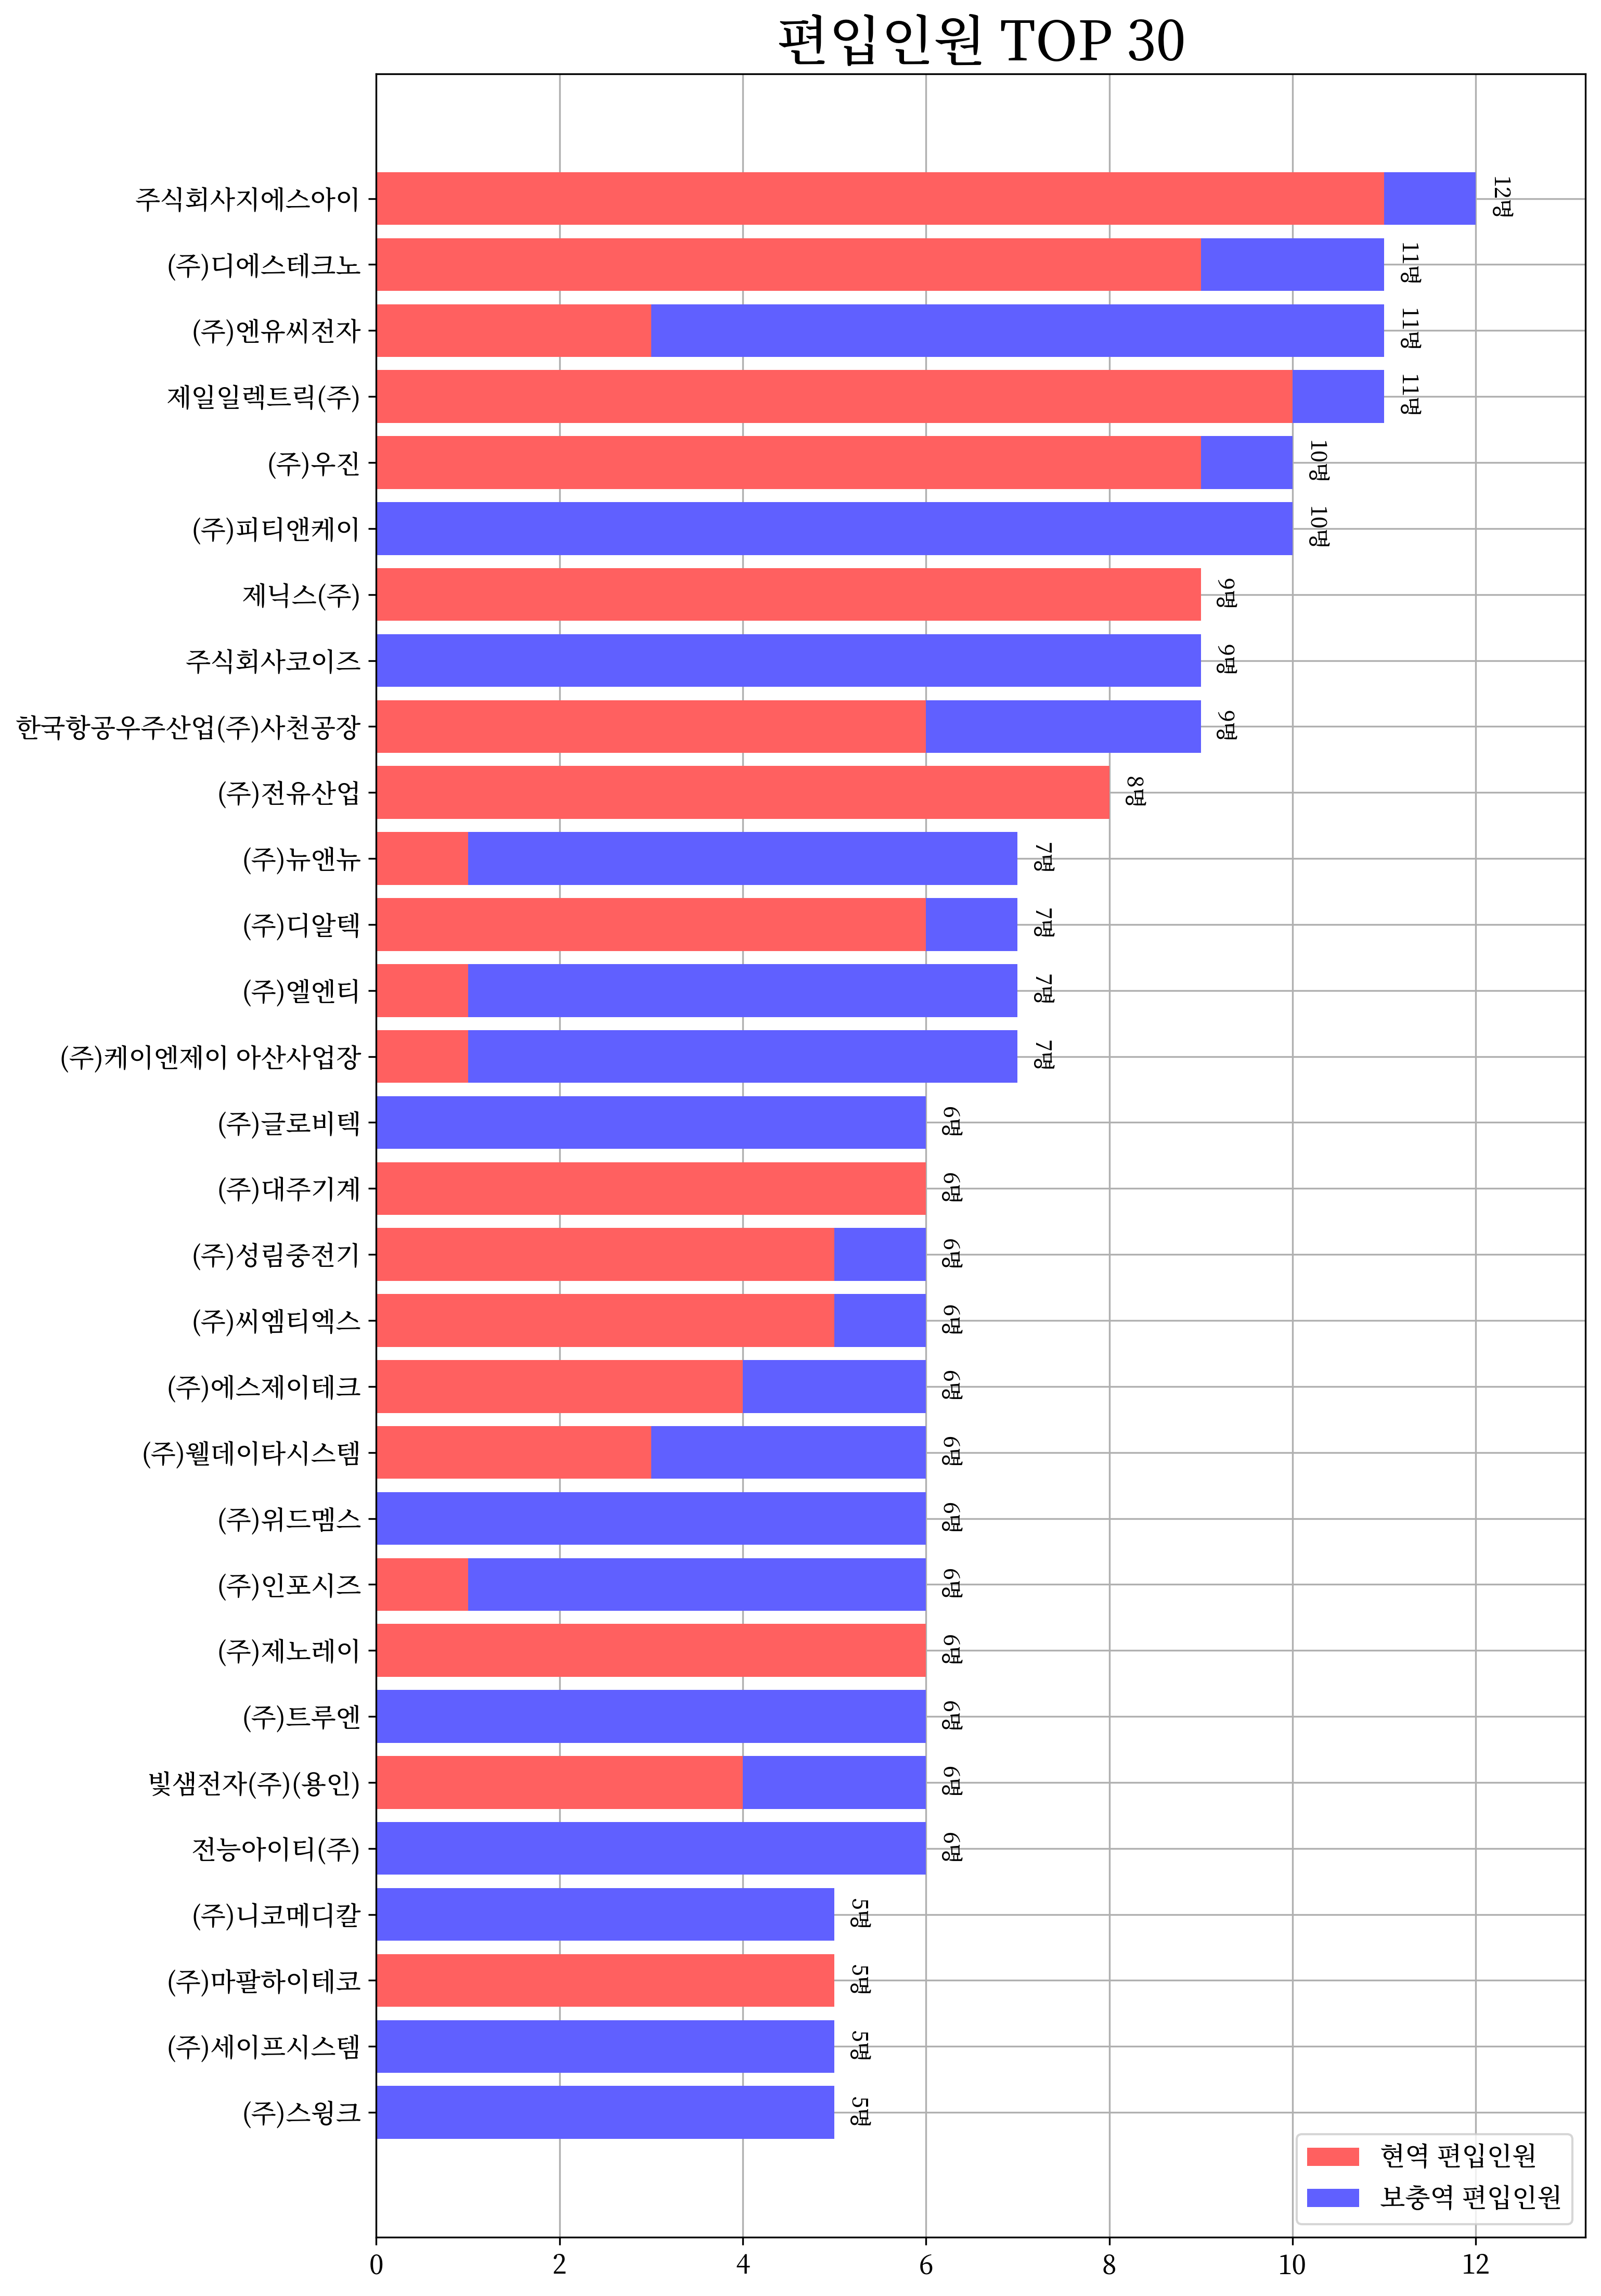 편입인원 TOP 30
주식회사지에스아이
12명
(주)디에스테크노
11명
(주)엔유씨전자
11명
제일일렉트릭(주)
11명
(주)우진
10명
(주)피티앤케이
10명
제닉스(주)
9명
주식회사코이즈
9명
한국항공우주산업(주)사천공장
9명
(주)전유산업
8명
(주)뉴앤뉴
7명
(주)디알텍
7명
(주)엘엔티
7명
(주)케이엔제이 아산사업장
7명
(주)글로비텍
6명
(주)대주기계
6명
(주)성림중전기
6명
(주)씨엠티엑스
6명
(주)에스제이테크
6명
(주)웰데이타시스템
6명
(주)위드멤스
6명
(주)인포시즈
6명
(주)제노레이
6명
(주)트루엔
6명
빛샘전자(주)(용인)
6명
전능아이티(주)
6명
(주)니코메디칼
5명
(주)마팔하이테코
5명
(주)세이프시스템
5명
(주)스윙크
5명
현역 편입인원
보충역 편입인원
0 2 4 6 8 10 12